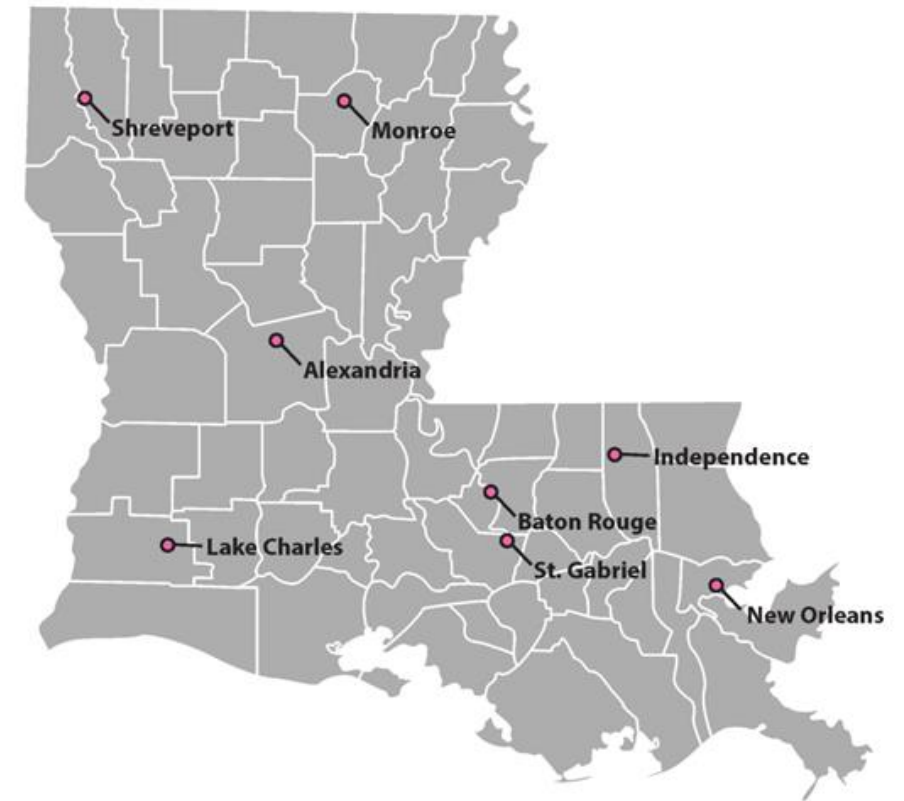 Shreveport
Monroe
Alexandria
Independence
Baton Rouge
Lake Charles
St. Gabriel
New Orleans